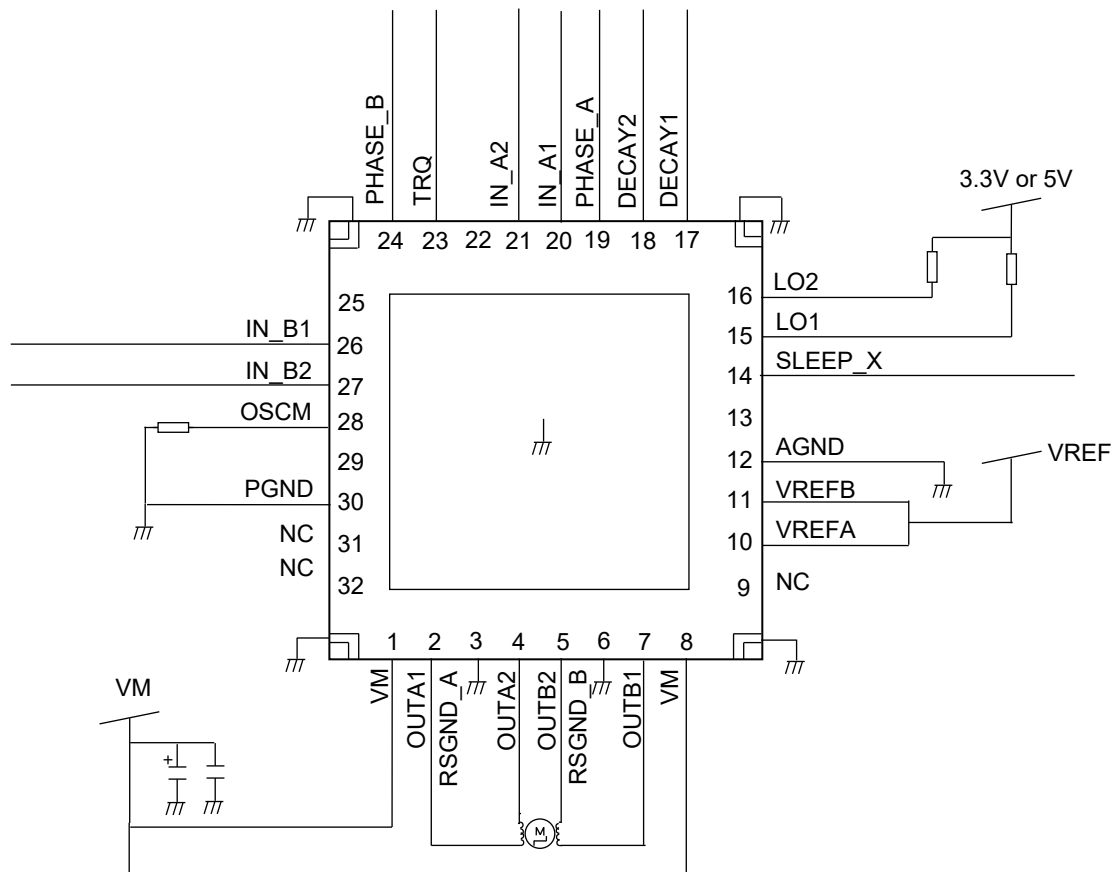 PHASE_B
TRQ
IN_A2
IN_A1
PHASE_A
DECAY2
DECAY1
3.3V or 5V
24 23 22 21 20 19 18 17
25
16 LO2
IN_B1 26
15 LO1
IN_B2 27
14 SLEEP_X
OSCM 28
13
29
12 AGND
VREF
PGND 30
11 VREFB
NC 31
10 VREFA
NC 32
9 NC
1 2 3 4 5 6 7 8
VM
OUTA1
RSGND_A
OUTA2
OUTB2
RSGND_B
OUTB1
VM
VM
+
M